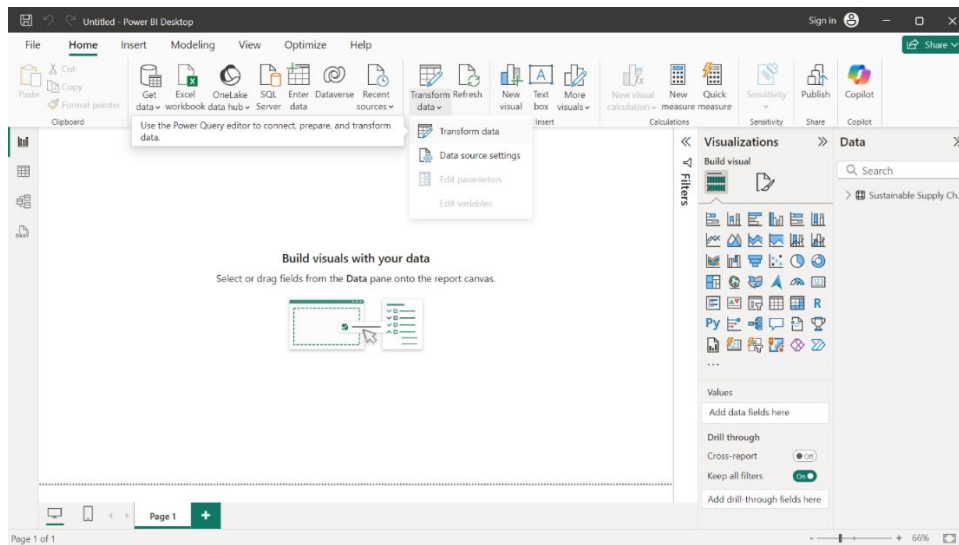 Untitled - Power BI Desktop
Sign in
File Home Insert Modeling View Optimize Help
Share
Paste
Cut
Copy
Format painter
Clipboard
Get data
Excel workbook
OneLake data hub
SQL Server
Enter data
Dataverse
Recent sources
Transform data
Refresh
New visual
Text box
More visuals
Insert
New visual calculation
New measure
Quick measure
Calculations
Sensitivity
Sensitivity
Publish
Share
Copilot
Copilot
Use the Power Query editor to connect, prepare, and transform
data.
Transform data
Data source settings
Edit parameters
Edit variables
Filters
Visualizations
Build visual
R
Py
...
Values
Add data fields here
Drill through
Cross-report
Off
Keep all filters
On
Add drill-through fields here
Data
Search
Sustainable Supply Ch.
Build visuals with your data
Select or drag fields from the Data pane onto the report canvas.
Page 1
Page 1 of 1
66%